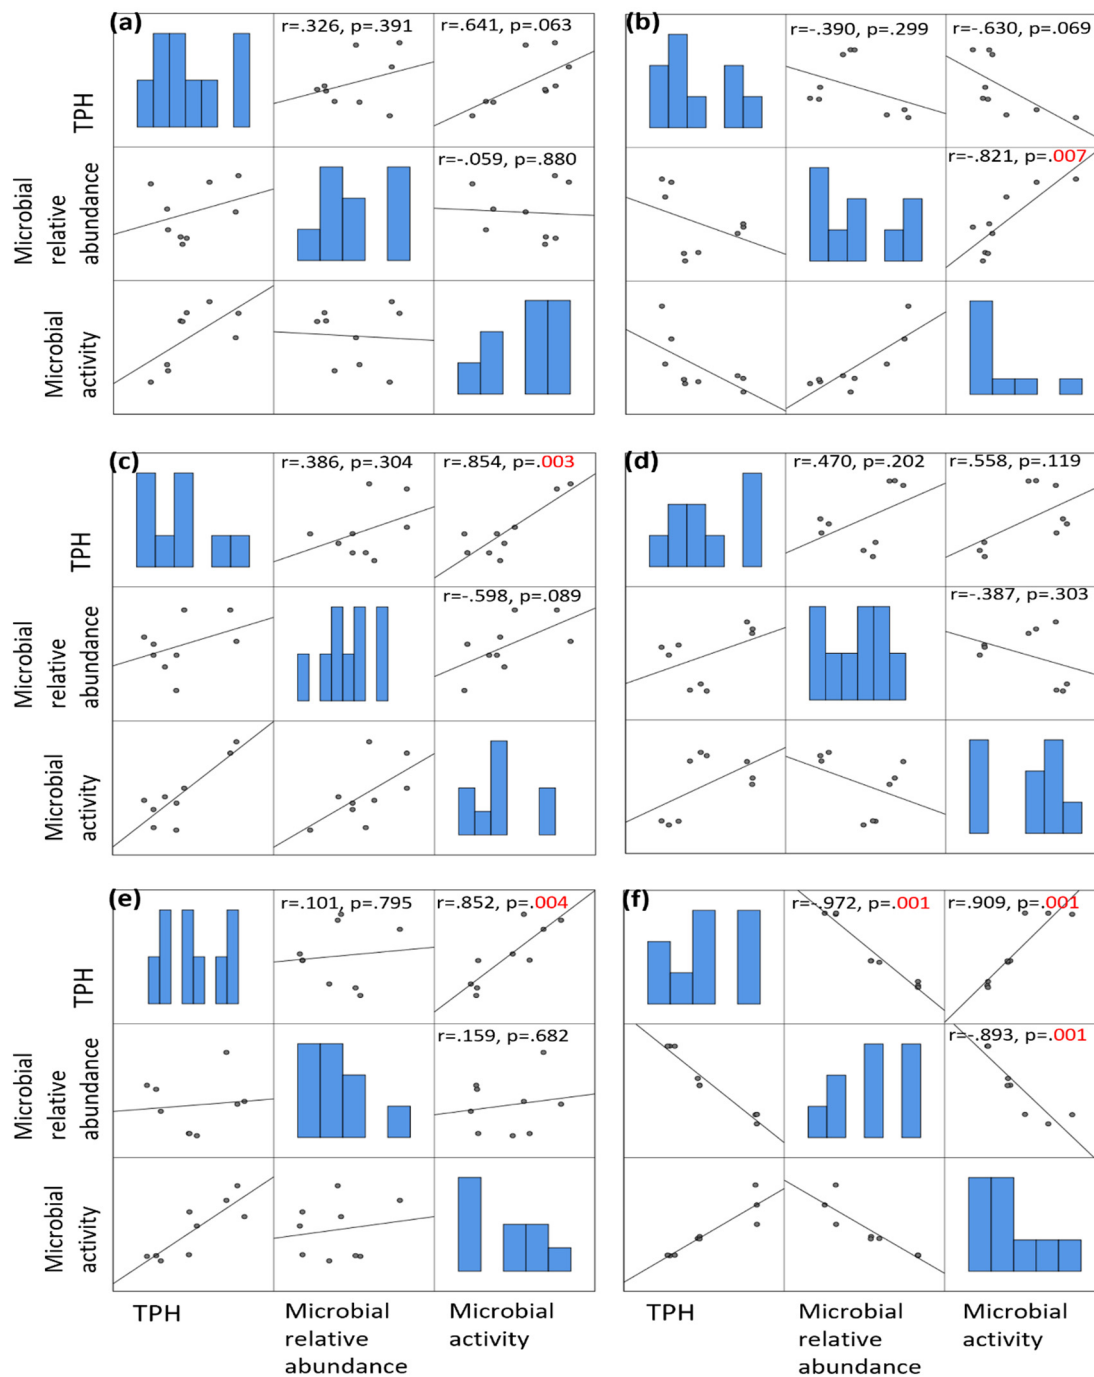 (a)
r=.326, p=.391
r=.641, p=.063
TPH
r=-.059, p=.880
Microbial
relative
abundance
Microbial
activity
(b)
r=-.390, p=.299
r=-.630, p=.069
r=-.821, p=.007
(c)
r=.386, p=.304
r=.854, p=.003
TPH
r=-.598, p=.089
Microbial
relative
abundance
Microbial
activity
(d)
r=.470, p=.202
r=.558, p=.119
r=-.387, p=.303
(e)
r=.101, p=.795
r=.852, p=.004
TPH
r=.159, p=.682
Microbial
relative
abundance
Microbial
activity
(f)
r=-.972, p=.001
r=.909, p=.001
r=-.893, p=.001
TPH
Microbial
relative
abundance
Microbial
activity
TPH
Microbial
relative
abundance
Microbial
activity